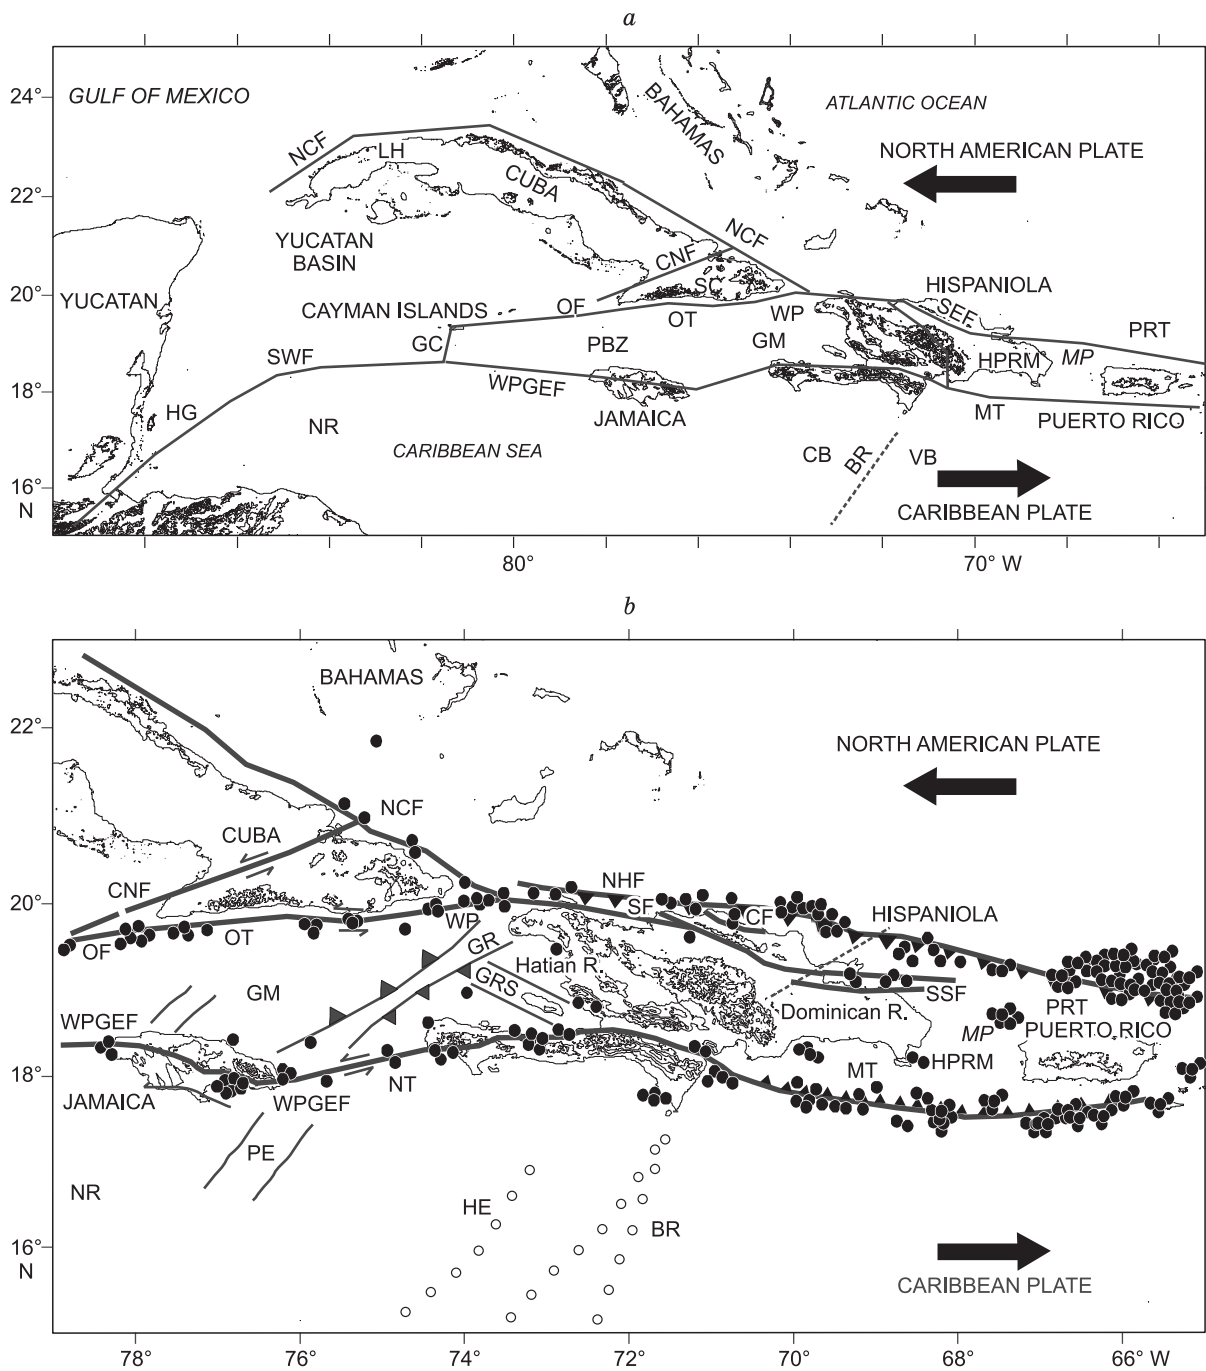 a
24°
GULF OF MEXICO
BAHAMAS
ATLANTIC OCEAN
NCF
LH
NORTH AMERICAN PLATE
22°
CUBA
YUCATAN
BASIN
NCF
CNF
SC
20°
YUCATAN
CAYMAN ISLANDS
OF
OT
WP
HISPANIOLA
SEF
PRT
GC
SWF
PBZ
GM
HPRM
MP
18°
HG
WPGEF
JAMAICA
MT
PUERTO RICO
NR
CARIBBEAN SEA
CB
BR
VB
16°
N
CARIBBEAN PLATE
80°
70° W
b
BAHAMAS
22°
NORTH AMERICAN PLATE
NCF
CUBA
CNF
NHF
20°
SF
CF
HISPANIOLA
WP
OF
OT
GR
Hatian R.
GRS
GM
SSF
PRT
Dominican R.
WPGEF
MP
PUERTO RICO
HPRM
MT
18°
NT
JAMAICA
WPGEF
PE
NR
HE
BR
16°
N
CARIBBEAN PLATE
78°
76°
74°
72°
70°
68°
66° W